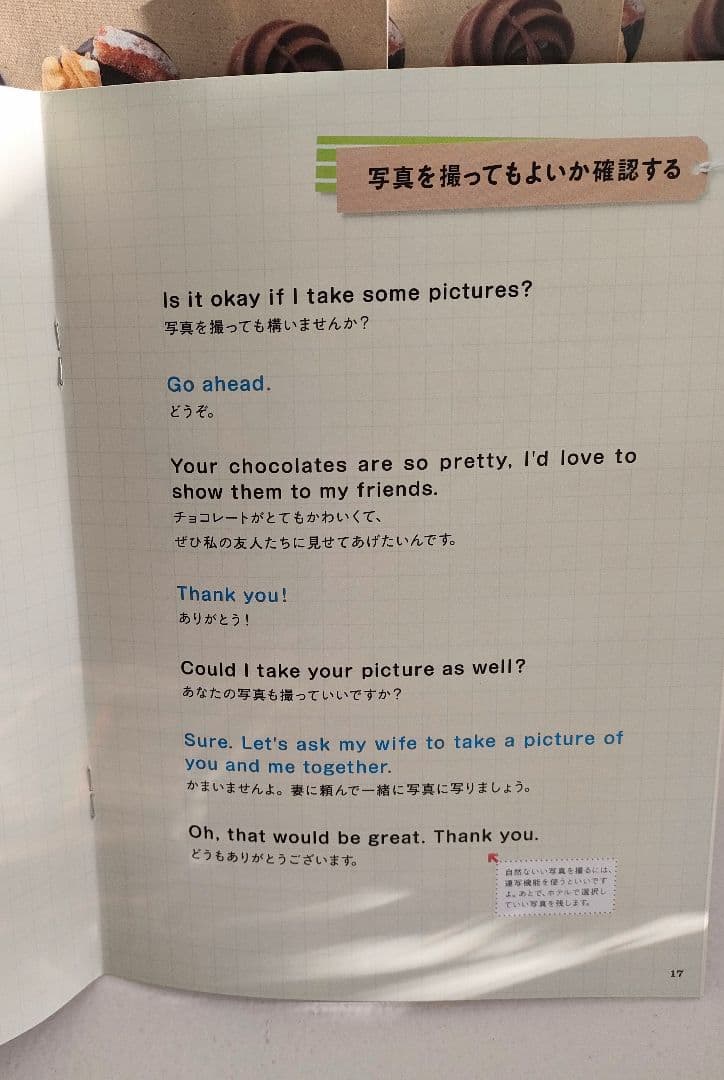 写真を撮ってもよいか確認する
Is it okay if I take some pictures?
写真を撮っても構いませんか？
Go ahead.
どうぞ。
Your chocolates are so pretty, I'd love to
show them to my friends.
チョコレートがとてもかわいくて、
ぜひ私の友人たちに見せてあげたいんです。
Thank you!
ありがとう！
Could I take your picture as well?
あなたの写真も撮っていいですか？
Sure. Let's ask my wife to take a picture of
you and me together.
かまいませんよ。妻に頼んで一緒に写真に写りましょう。
Oh, that would be great. Thank you.
どうもありがとうございます。
自然ないい写真を撮るには、
連写機能を使うといいです
よ。あとで、ホテルで選択し
ていい写真を残します。
17